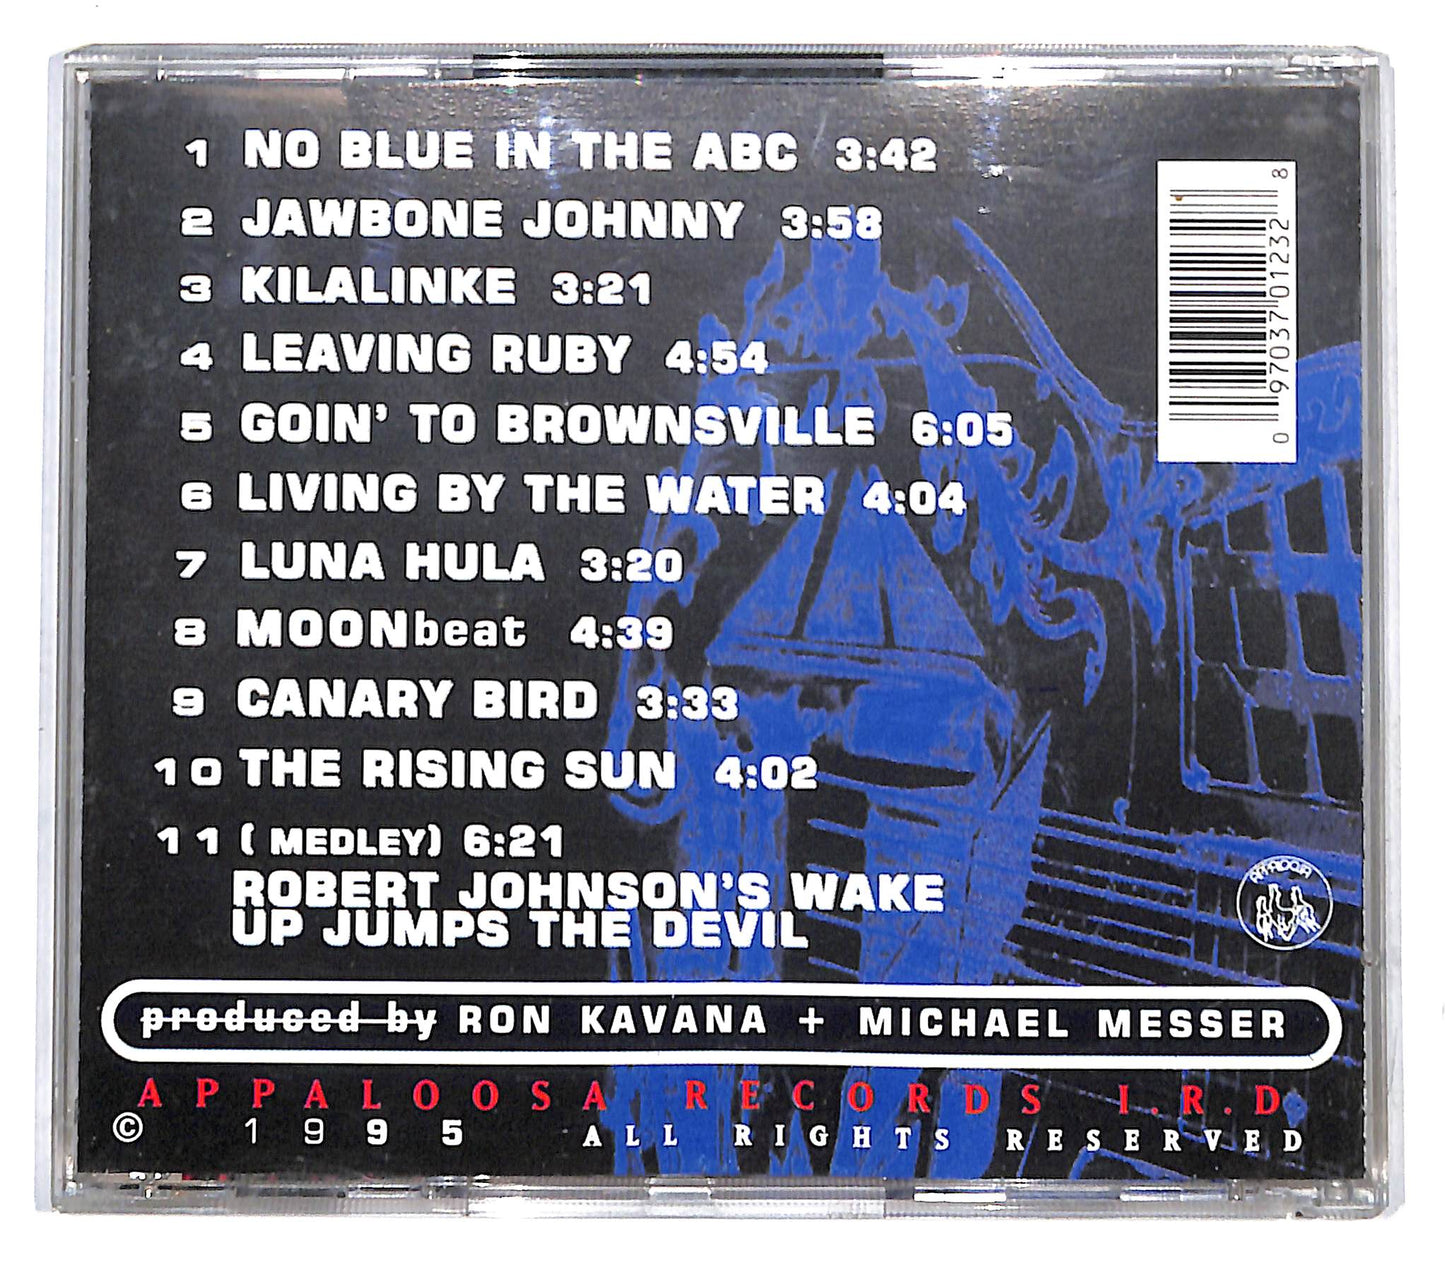 1 NO BLUE IN THE ABC 3:42
2 JAWBONE JOHNNY 3:58
3 KILALINKE 3:21
4 LEAVING RUBY 4:54
5 GOIN' TO BROWNSVILLE 6:05
6 LIVING BY THE WATER 4:04
7 LUNA HULA 3:20
8 MOONbeat 4:39
9 CANARY BIRD 3:33
10 THE RISING SUN 4:02
11 ( MEDLEY) 6:21
ROBERT JOHNSON'S WAKE
UP JUMPS THE DEVIL
produced by RON KAVANA + MICHAEL MESSER
APPALOOSA RECORDS I.R.D.
© 1995 ALL RIGHTS RESERVED
0 97037 01232 8
APPALOOSA